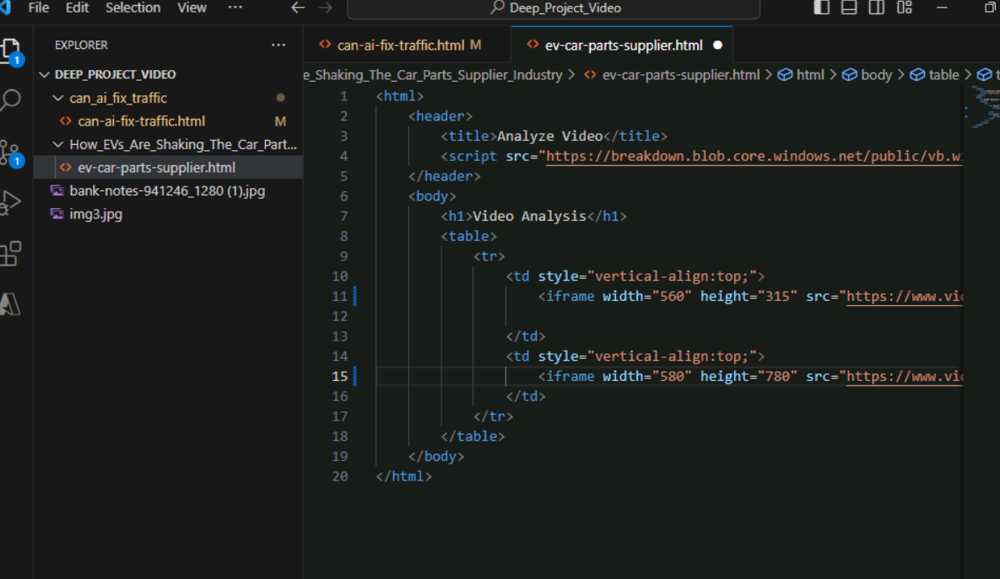 File Edit Selection View ··· Deep_Project_Video
EXPLORER ···
1
DEEP_PROJECT_VIDEO
can_ai_fix_traffic
can-ai-fix-traffic.html M
How_EVs_Are_Shaking_The_Car_Part...
1
ev-car-parts-supplier.html
bank-notes-941246_1280 (1).jpg
img3.jpg
can-ai-fix-traffic.html M ev-car-parts-supplier.html
e_Shaking_The_Car_Parts_Supplier_Industry > <> ev-car-parts-supplier.html > html > body > table > t
1 <html>
2 <header>
3 <title>Analyze Video</title>
4 <script src="https://breakdown.blob.core.windows.net/public/vb.wi
5 </header>
6 <body>
7 <h1>Video Analysis</h1>
8 <table>
9 <tr>
10 <td style="vertical-align:top;">
11 <iframe width="560" height="315" src="https://www.vi
12
13 </td>
14 <td style="vertical-align:top;">
15 <iframe width="580" height="780" src="https://www.vi
16 </td>
17 </tr>
18 </table>
19 </body>
20 </html>